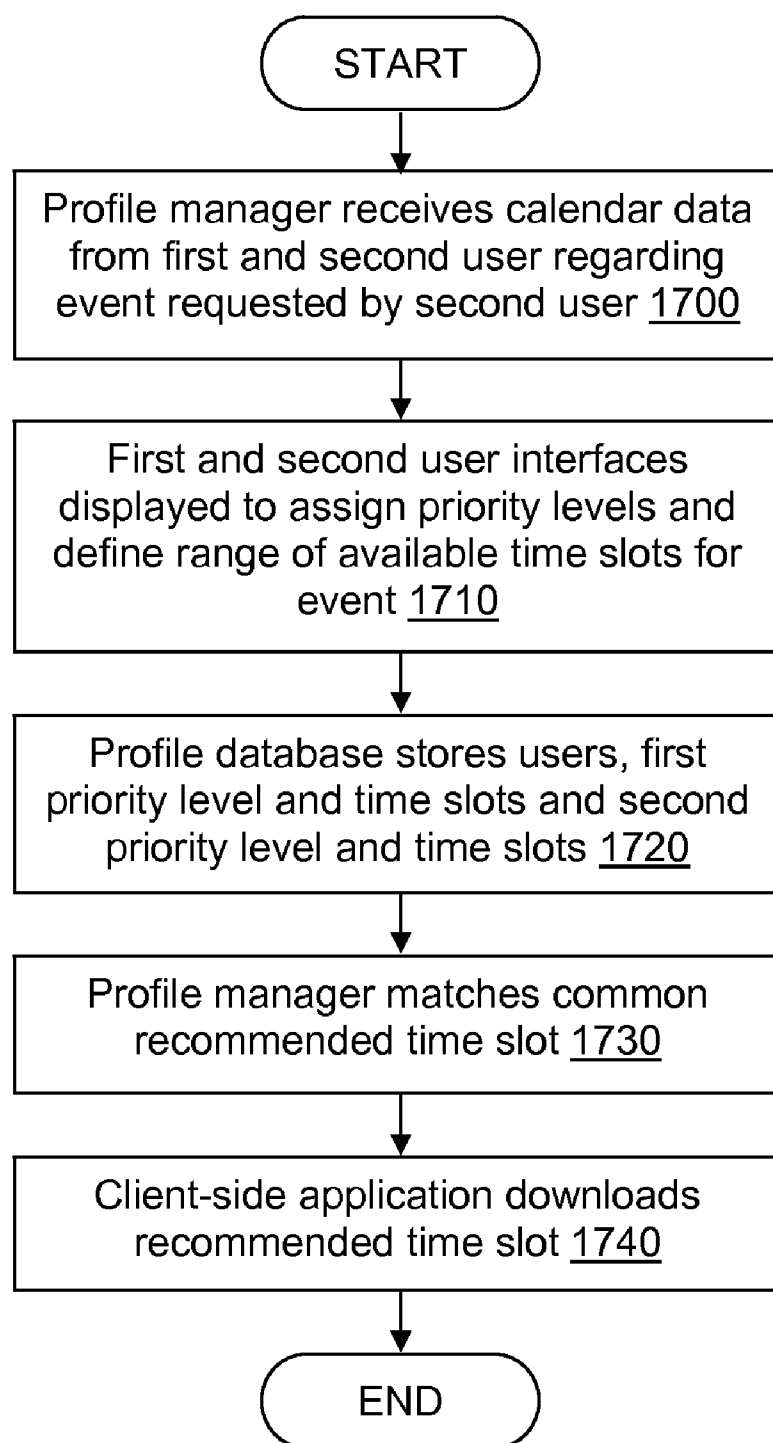 START
Profile manager receives calendar data
from first and second user regarding
event requested by second user 1700
First and second user interfaces
displayed to assign priority levels and
define range of available time slots for
event 1710
Profile database stores users, first
priority level and time slots and second
priority level and time slots 1720
Profile manager matches common
recommended time slot 1730
Client-side application downloads
recommended time slot 1740
END